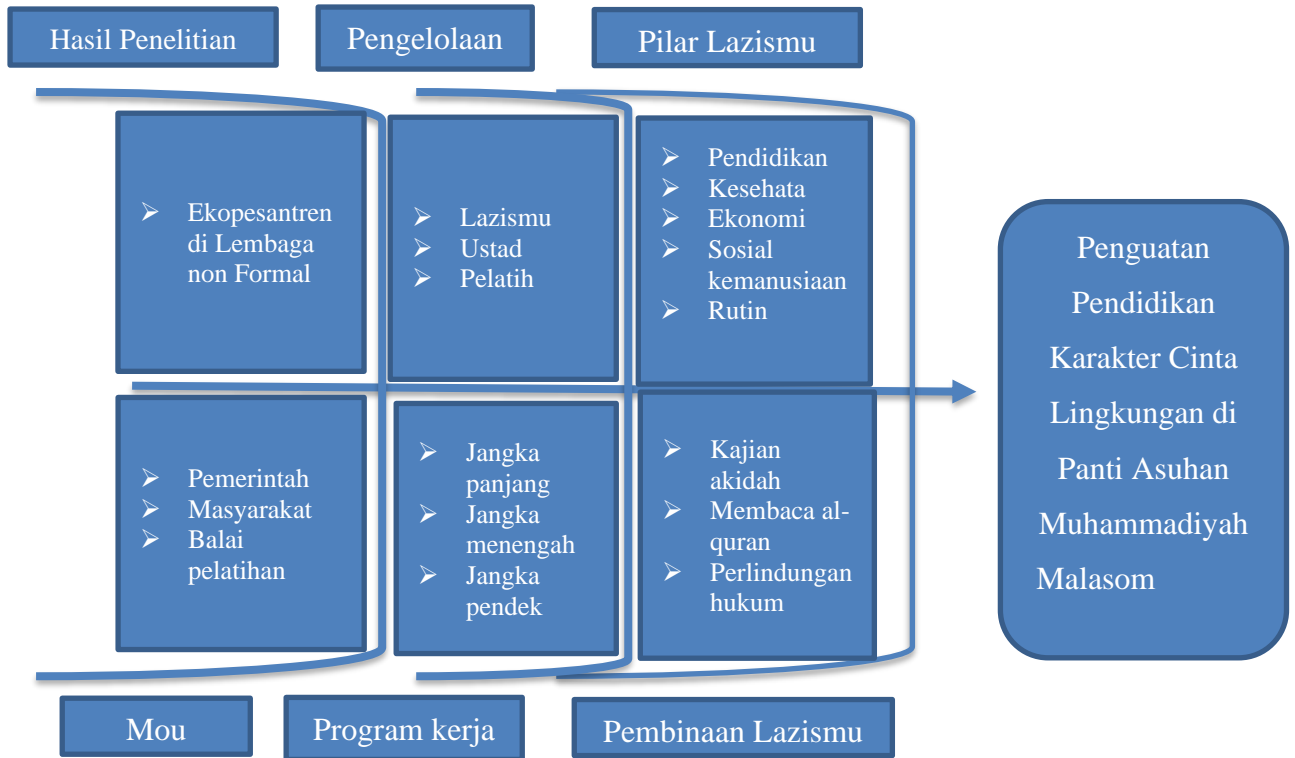 Hasil Penelitian
Pengelolaan
Pilar Lazismu
➢ Ekopesantren
di Lembaga
non Formal
➢ Lazismu
➢ Ustad
➢ Pelatih
➢ Pendidikan
➢ Kesehata
➢ Ekonomi
➢ Sosial
kemanusiaan
➢ Rutin
➢ Pemerintah
➢ Masyarakat
➢ Balai
pelatihan
➢ Jangka
panjang
➢ Jangka
menengah
➢ Jangka
pendek
➢ Kajian
akidah
➢ Membaca al-
quran
➢ Perlindungan
hukum
Mou
Program kerja
Pembinaan Lazismu
Penguatan
Pendidikan
Karakter Cinta
Lingkungan di
Panti Asuhan
Muhammadiyah
Malasom